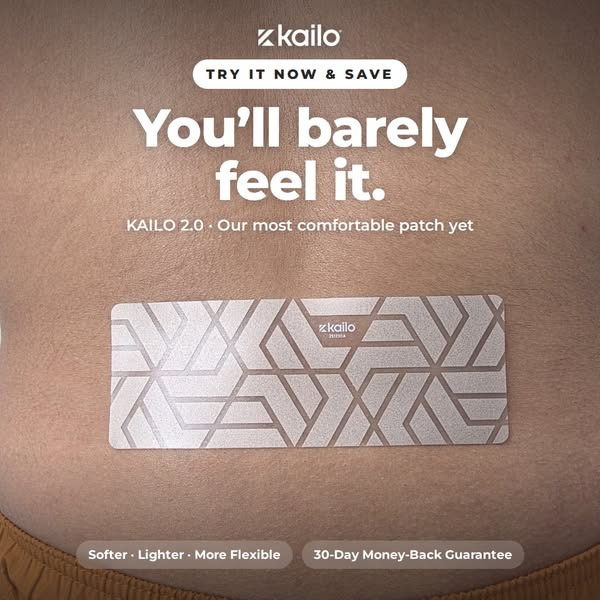 kailo
TRY IT NOW & SAVE
You’ll barely
feel it.
KAILO 2.0 · Our most comfortable patch yet
kailo
Softer · Lighter · More Flexible
30-Day Money-Back Guarantee